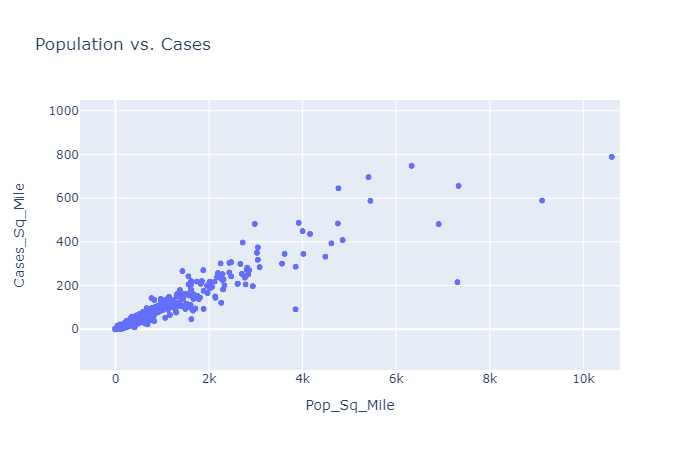 Population vs. Cases
1000
800
600
400
200
0
Cases_Sq_Mile
0 2k 4k 6k 8k 10k
Pop_Sq_Mile